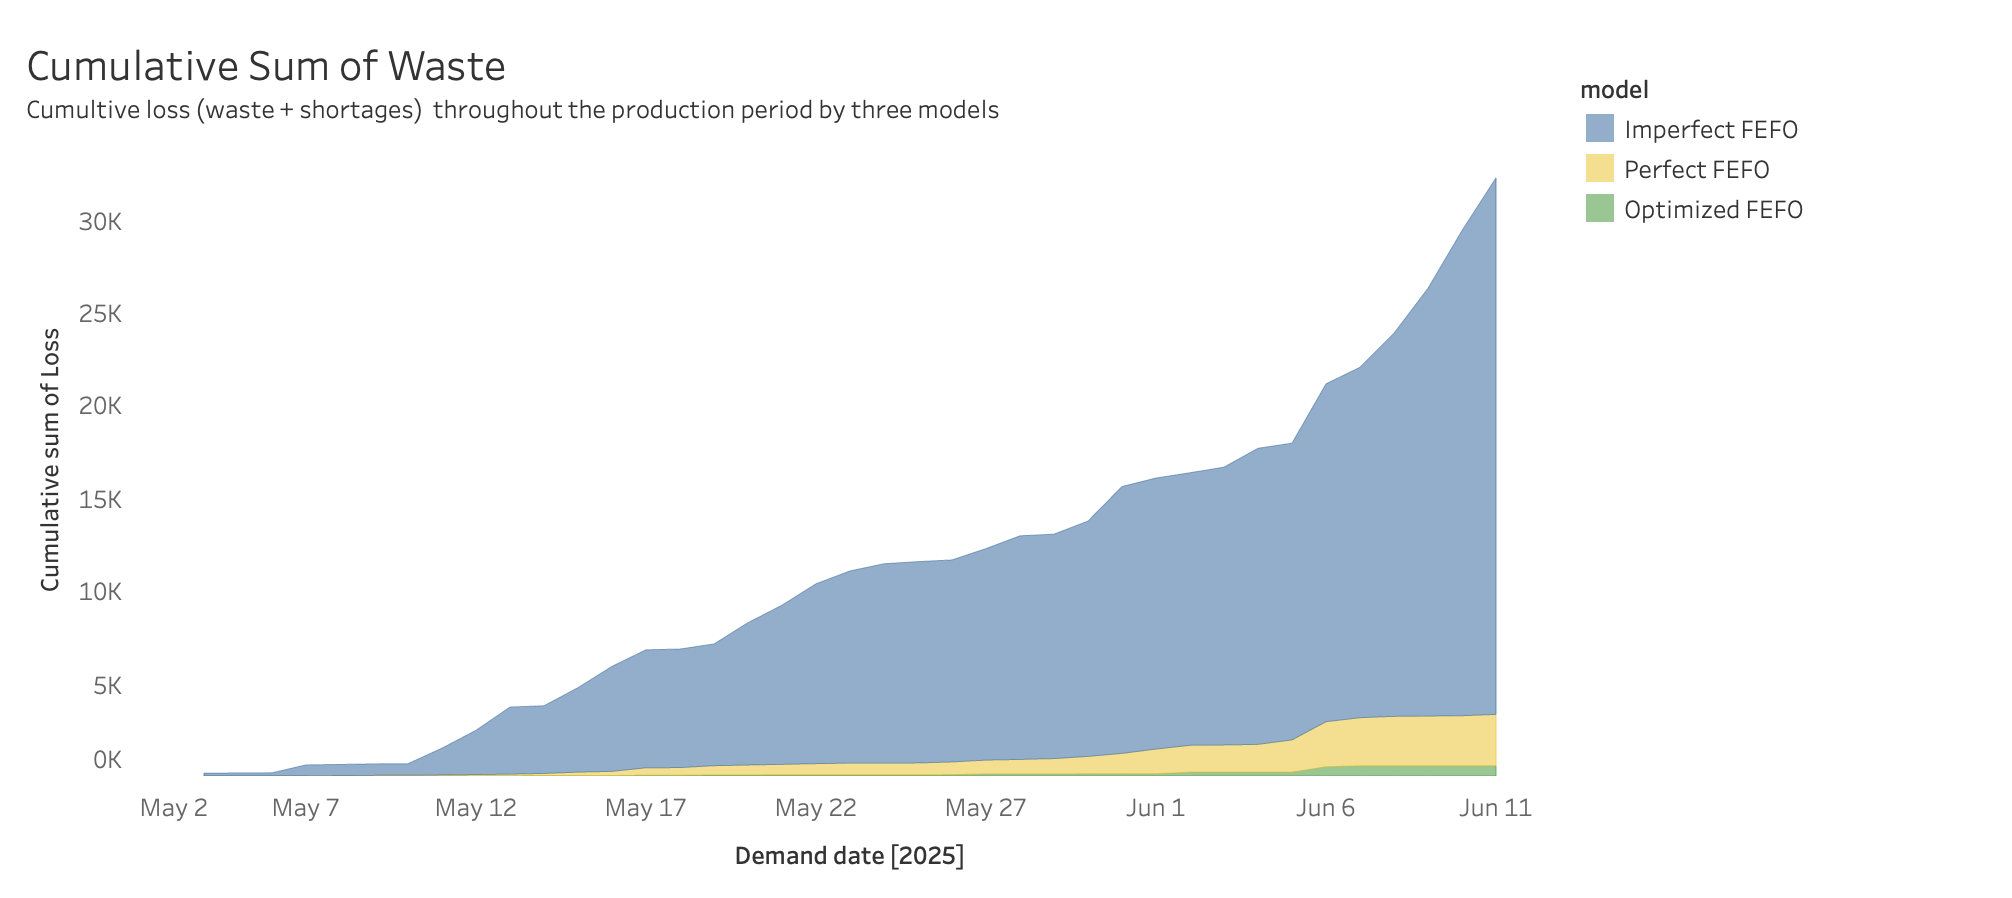 Cumulative Sum of Waste
Cumultive loss (waste + shortages)  throughout the production period by three models
model
Imperfect FEFO
Perfect FEFO
Optimized FEFO
Cumulative sum of Loss
30K
25K
20K
15K
10K
5K
0K
May 2 May 7 May 12 May 17 May 22 May 27 Jun 1 Jun 6 Jun 11
Demand date [2025]